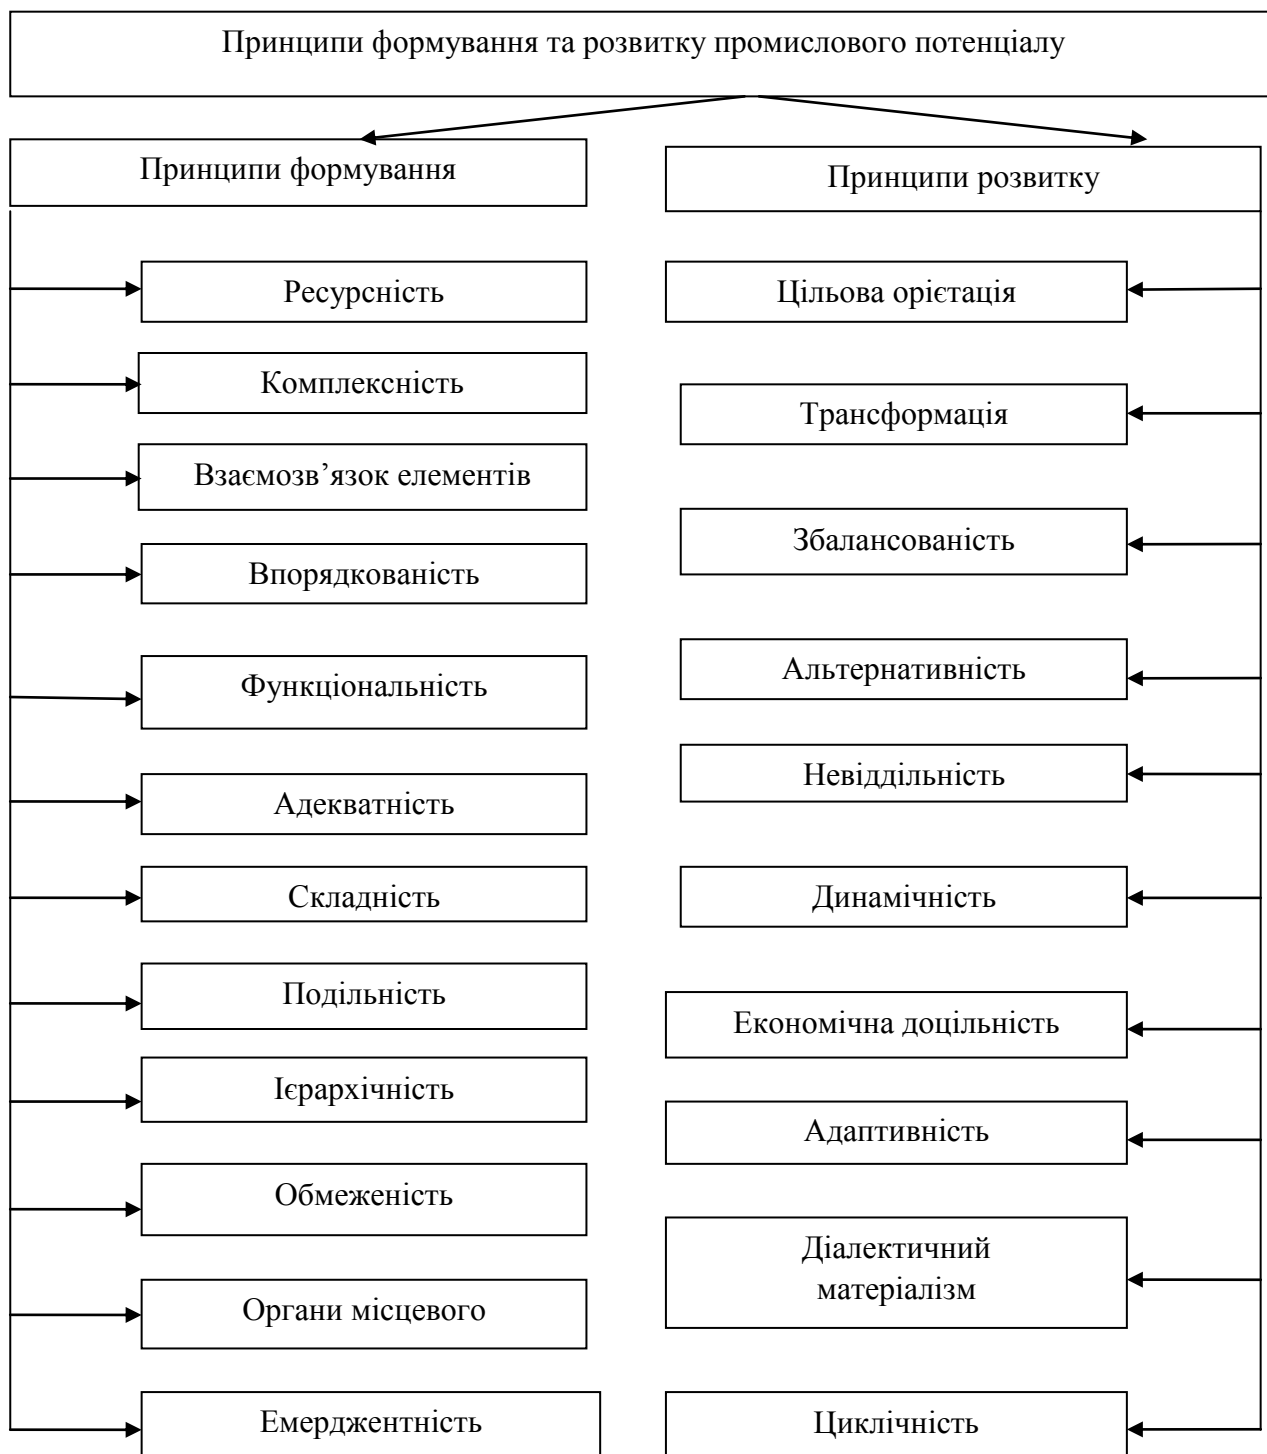 Принципи формування та розвитку промислового потенціалу
Принципи формування
Ресурсність
Комплексність
Взаємозв’язок елементів
Впорядкованість
Функціональність
Адекватність
Складність
Подільність
Ієрархічність
Обмеженість
Органи місцевого
Емерджентність
Принципи розвитку
Цільова орієтація
Трансформація
Збалансованість
Альтернативність
Невіддільність
Динамічність
Економічна доцільність
Адаптивність
Діалектичний
матеріалізм
Циклічність